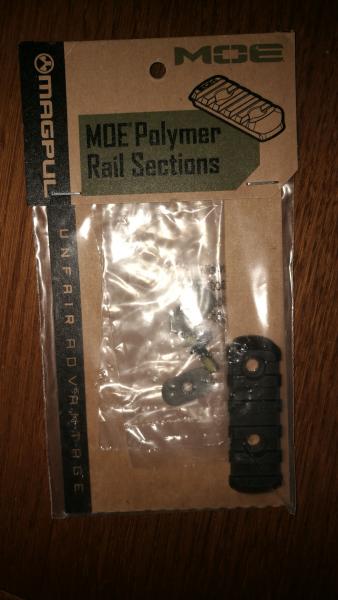 MOE
MAGPUL
MOE® Polymer
Rail Sections
UNFAIR ADVANTAGE